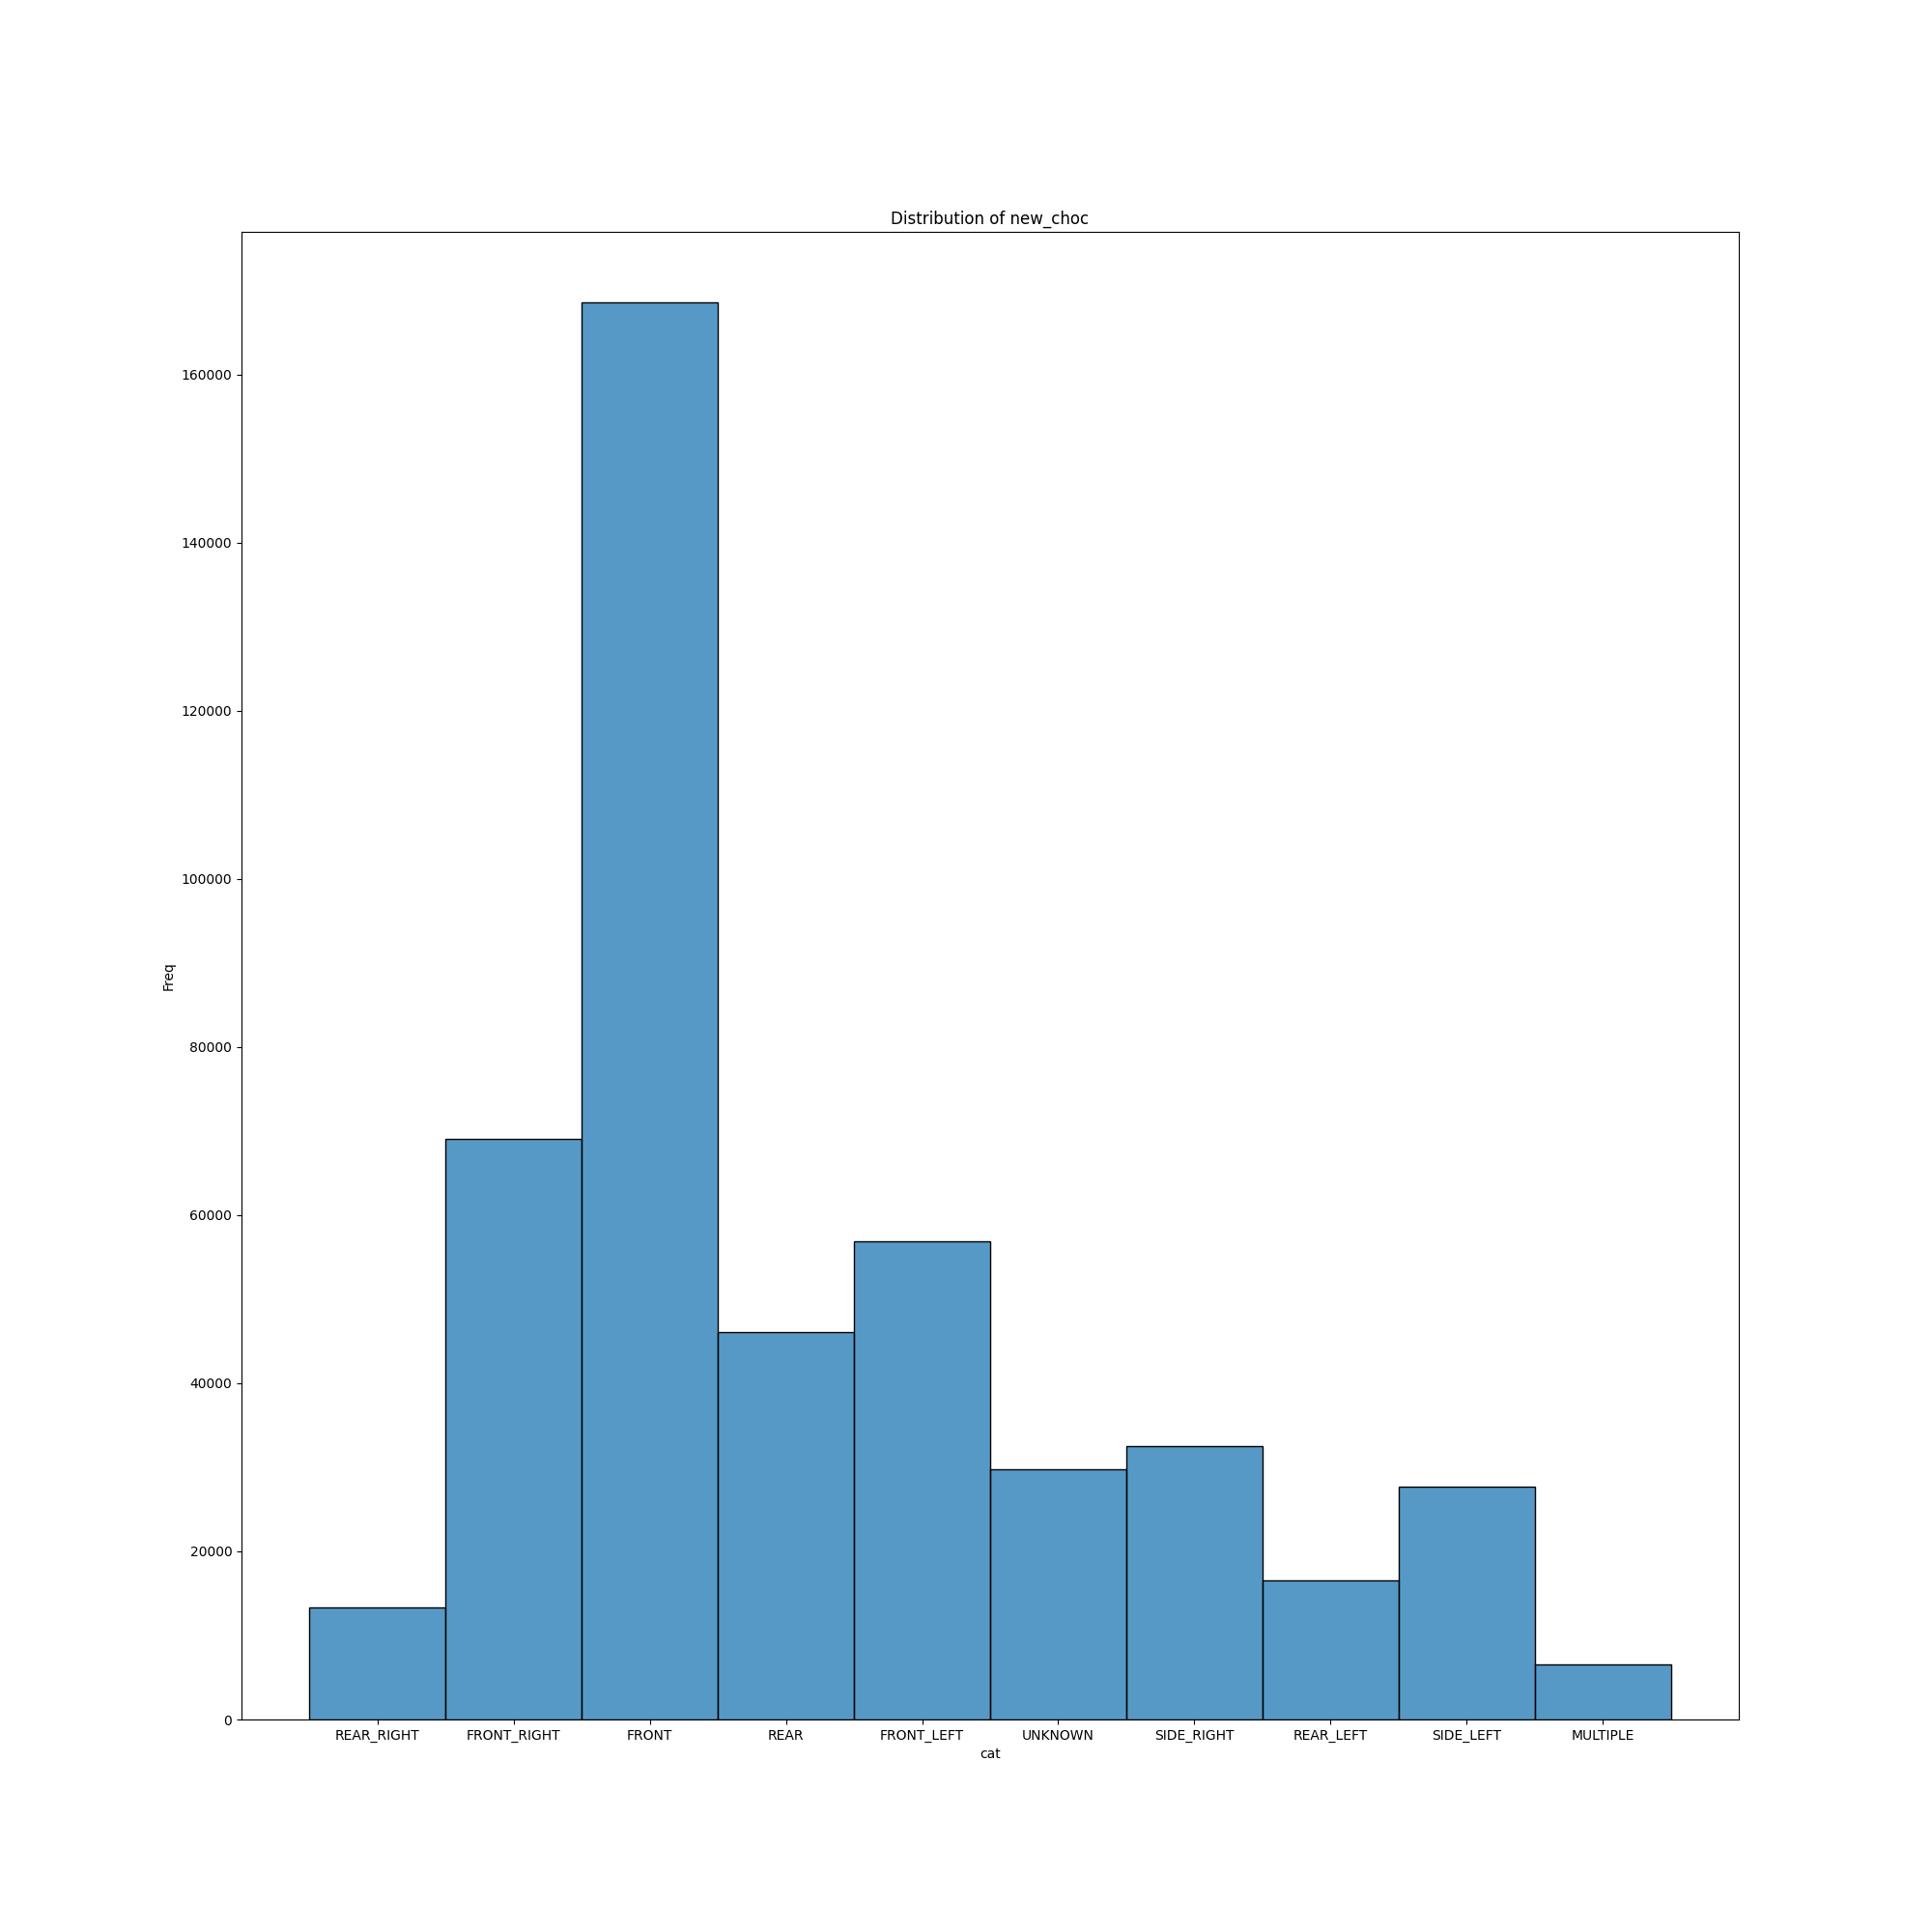 Distribution of new_choc
160000
140000
120000
100000
80000
60000
40000
20000
0
Freq
REAR_RIGHT FRONT_RIGHT FRONT REAR FRONT_LEFT UNKNOWN SIDE_RIGHT REAR_LEFT SIDE_LEFT MULTIPLE
cat